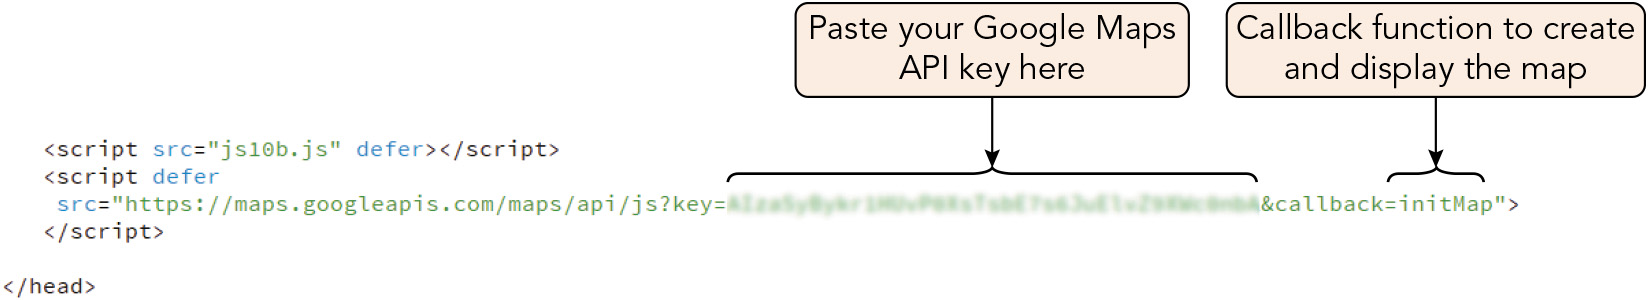 Paste your Google Maps
API key here
Callback function to create
and display the map
<script src="js10b.js" defer></script>
<script defer
src="https://maps.googleapis.com/maps/api/js?key= &callback=initMap">
</script>
</head>